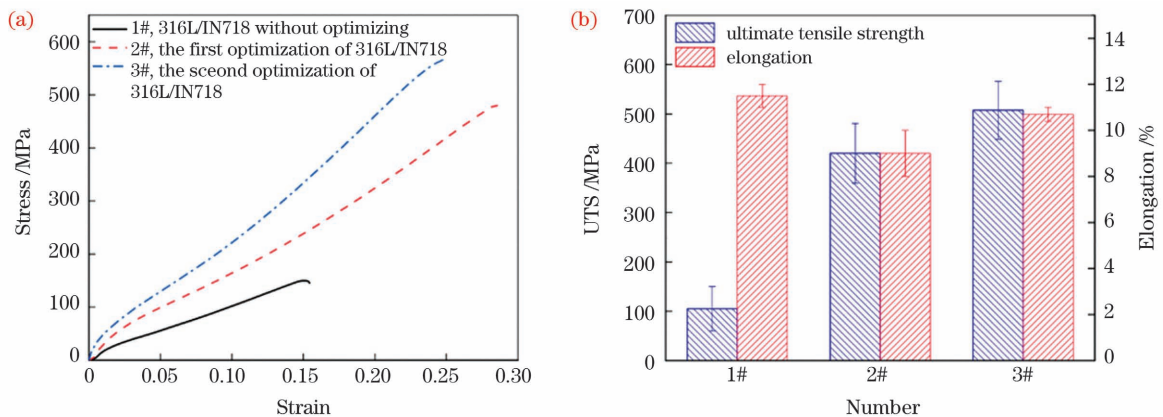 (a)
600
500
400
300
200
100
0
Stress /MPa
1#, 316L/IN718 without optimizing
2#, the first optimization of 316L/IN718
3#, the sceond optimization of
316L/IN718
0
0.05
0.10
0.15
0.20
0.25
0.30
Strain
(b)
700
600
500
400
300
200
100
0
UTS /MPa
ultimate tensile strength
elongation
14
12
10
8
6
4
2
0
Elongation /%
1#
2#
3#
Number